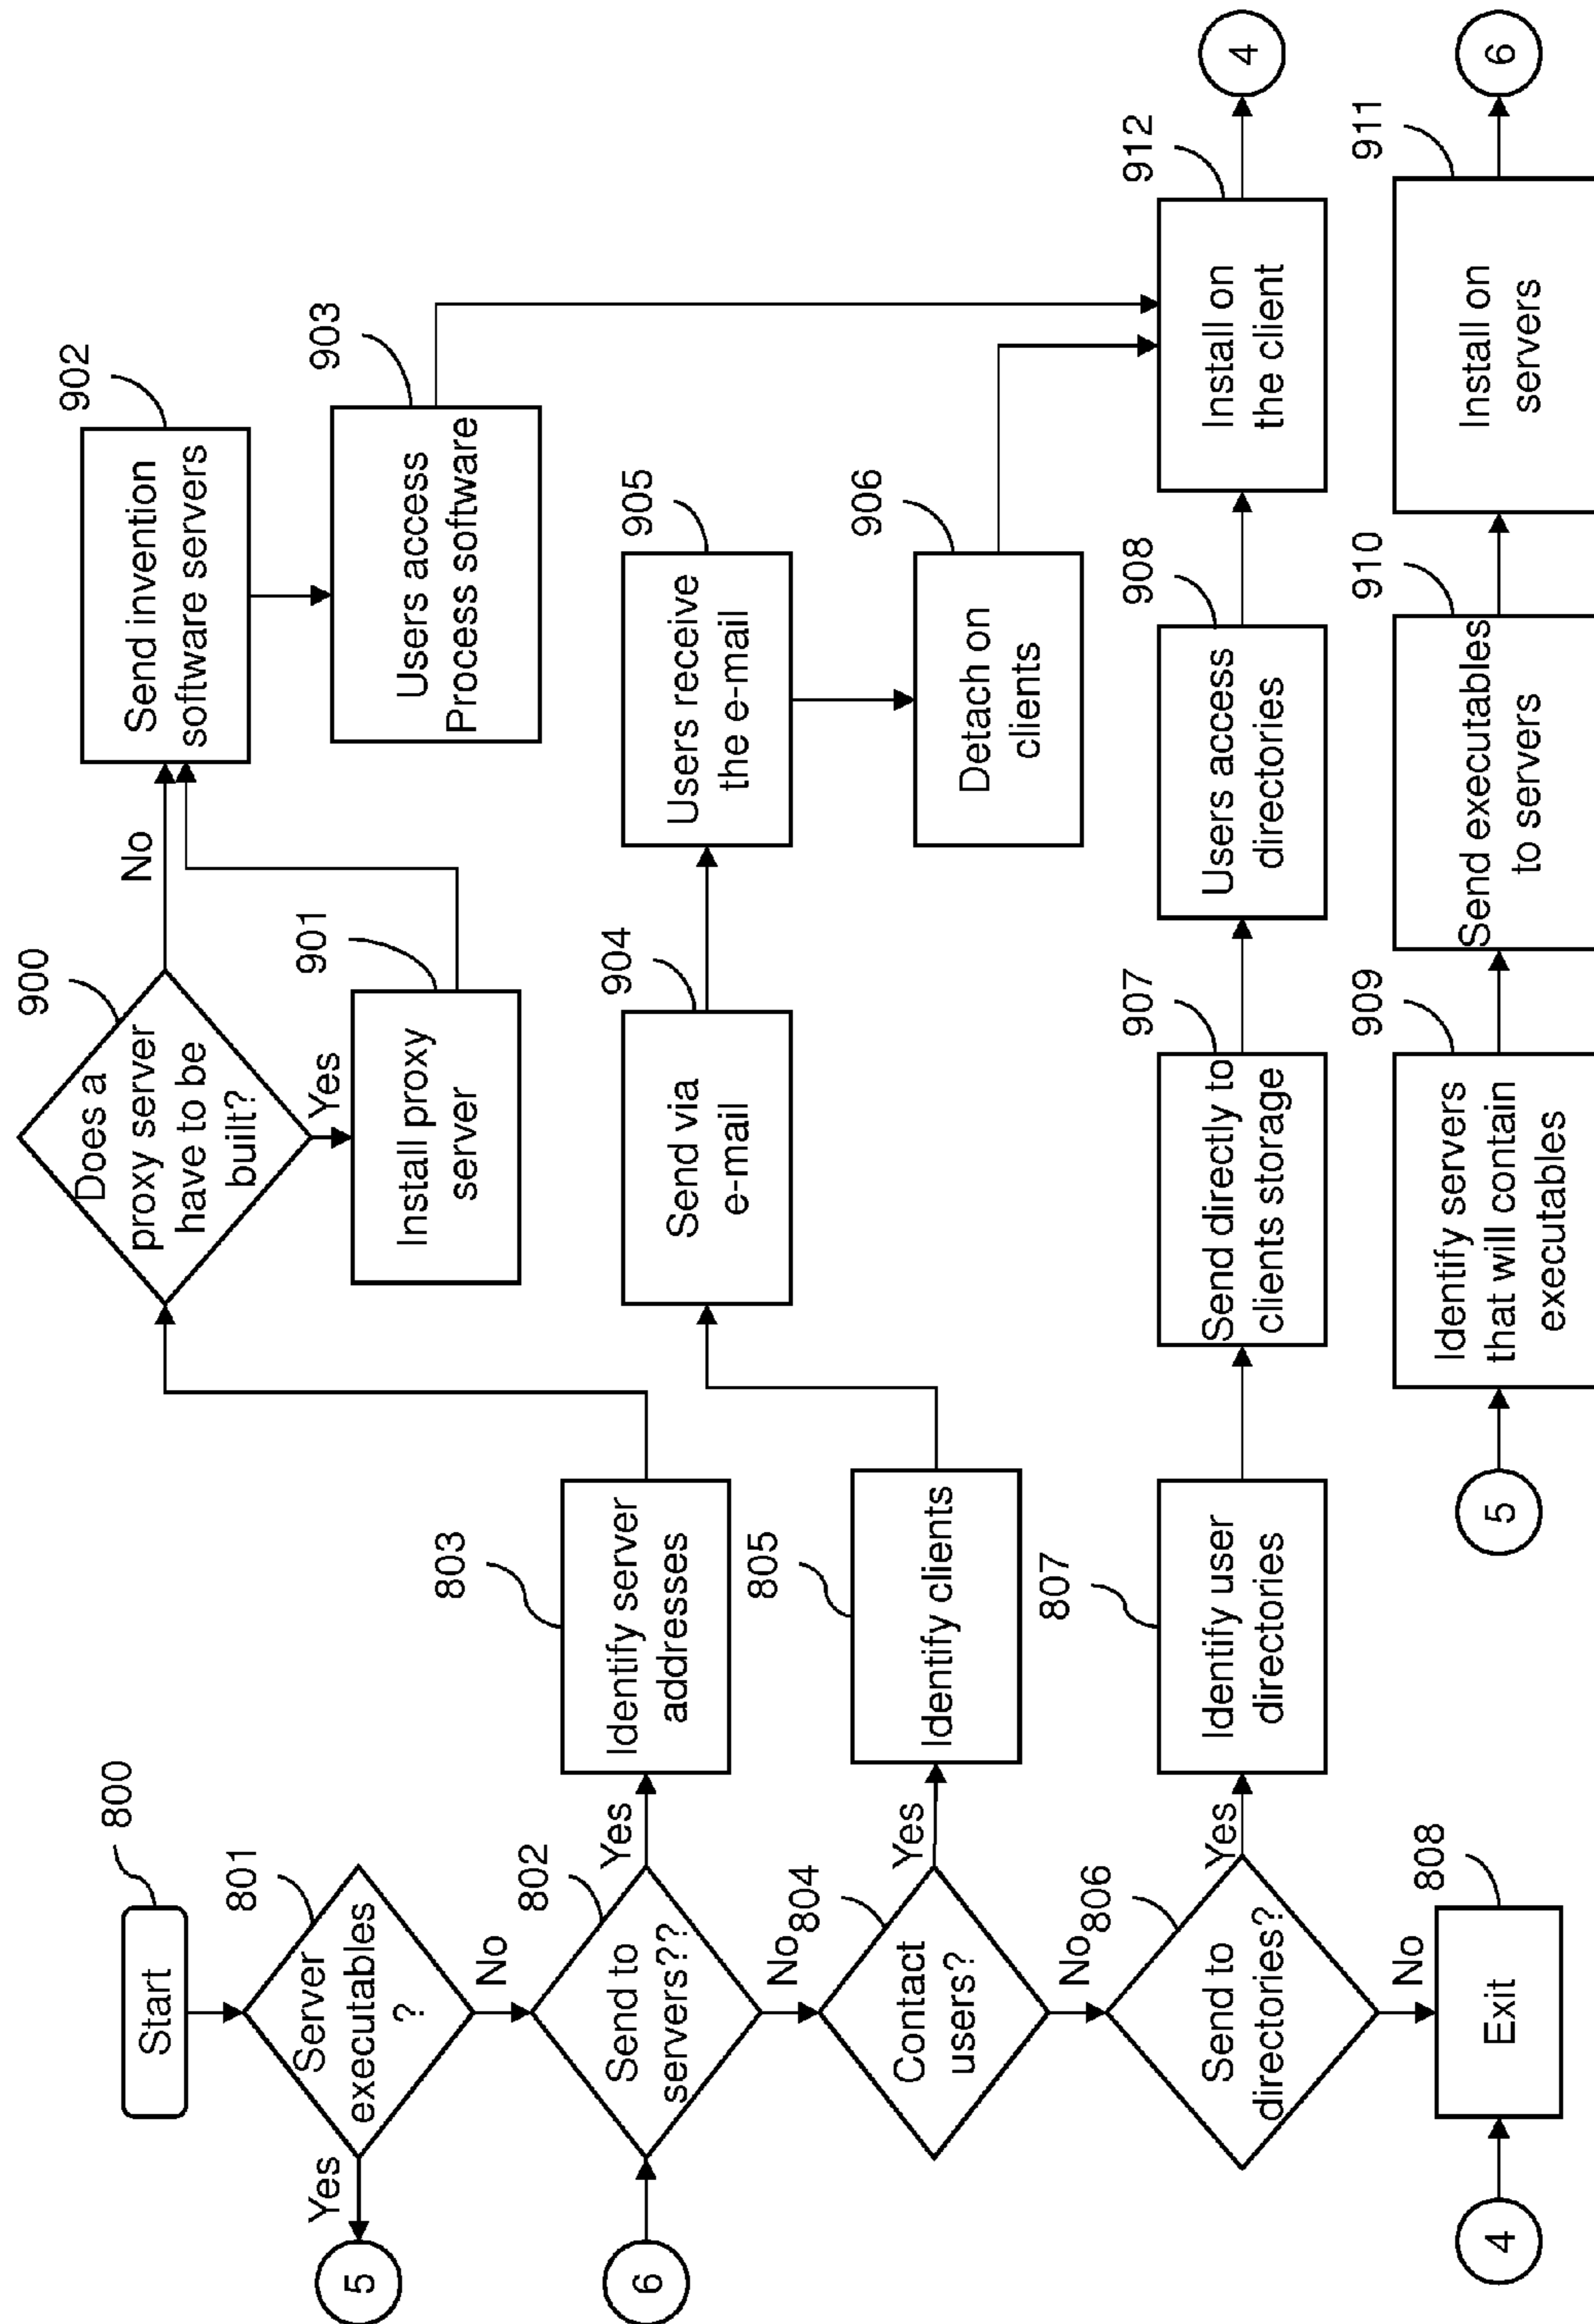 800
Start
801
Server
executables
?
Yes
5
No
802
Send to
servers??
6
Yes
803
Identify server
addresses
No
804
Contact
users?
Yes
805
Identify clients
No
806
Send to
directories?
Yes
807
Identify user
directories
No
808
Exit
4
900
Does a
proxy server
have to be
built?
No
Yes
901
Install proxy
server
902
Send invention
software servers
903
Users access
Process software
904
Send via
e-mail
905
Users receive
the e-mail
906
Detach on
clients
907
Send directly to
clients storage
908
Users access
directories
912
Install on
the client
4
5
909
Identify servers
that will contain
executables
910
Send executables
to servers
911
Install on
servers
6